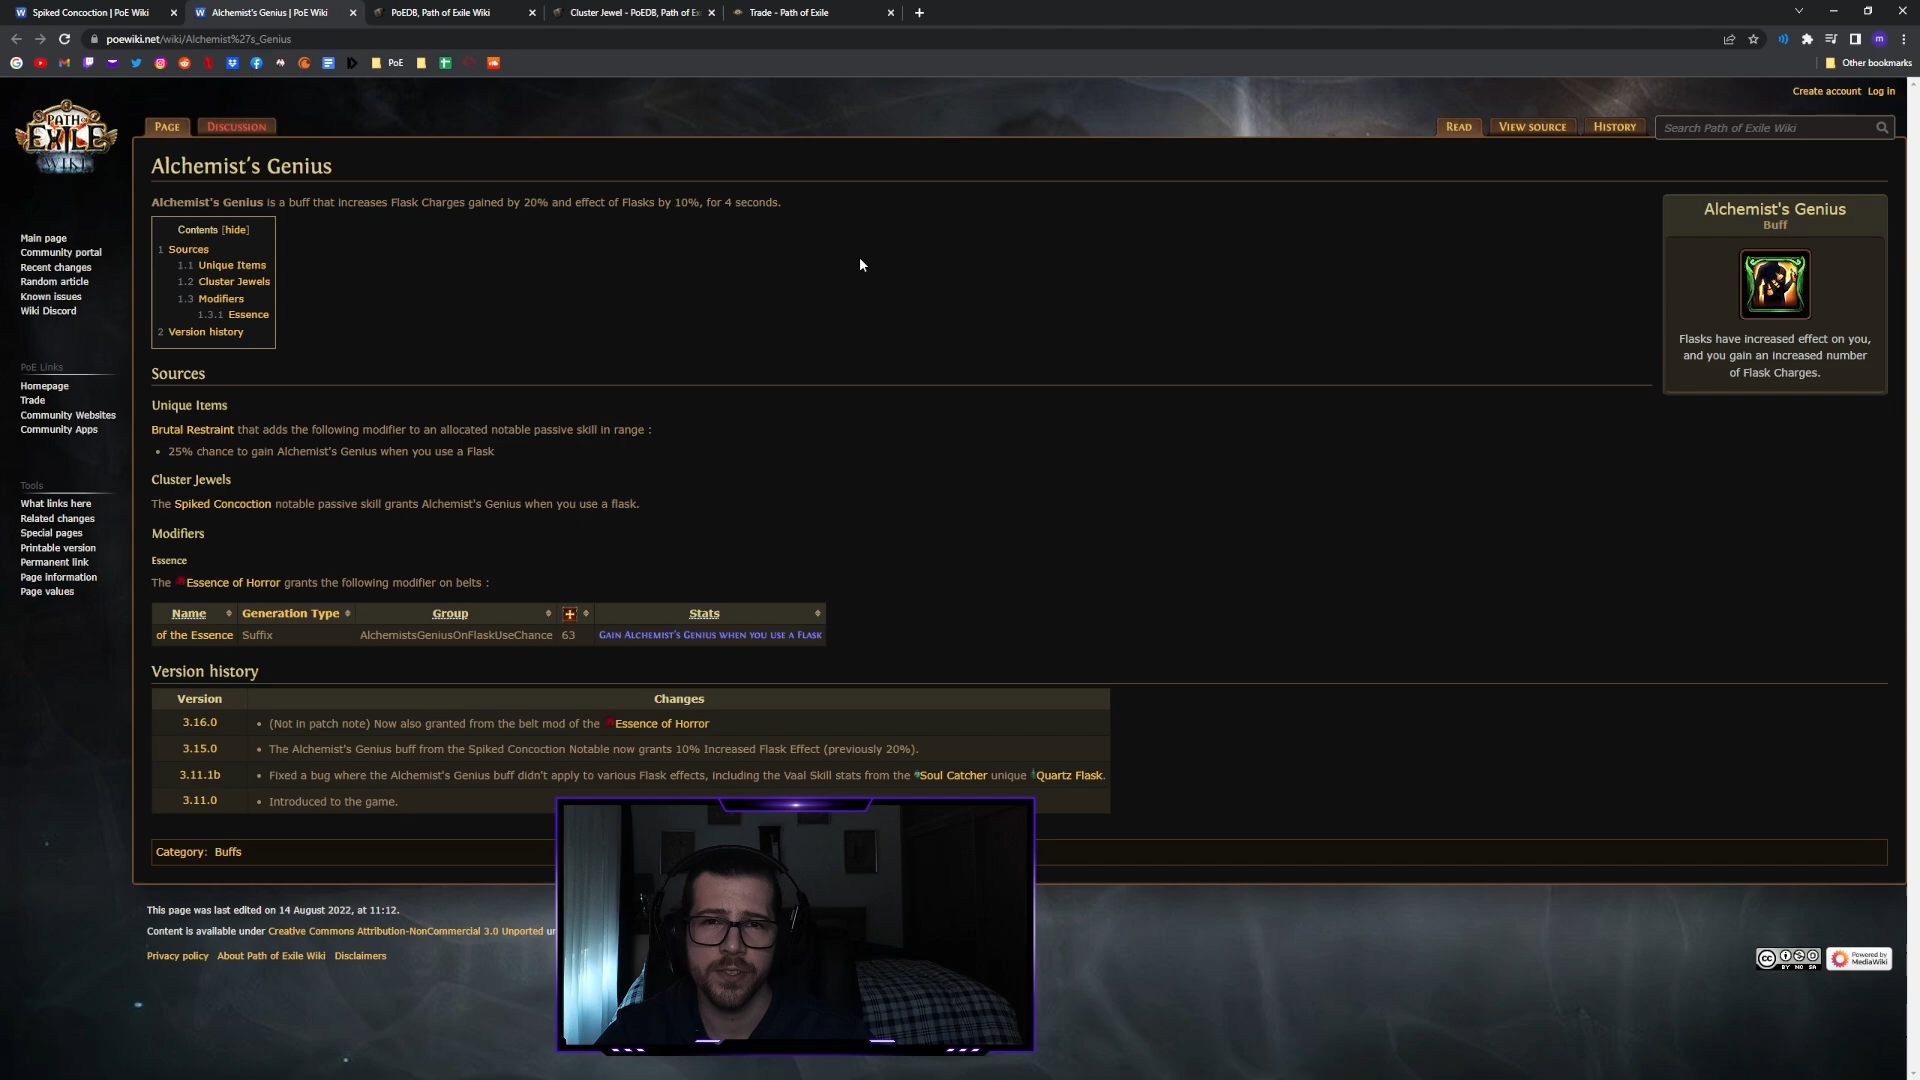 Spiked Concoction | PoE Wiki
Alchemist's Genius | PoE Wiki
PoEDB, Path of Exile Wiki
Cluster Jewel - PoEDB, Path of Ex
Trade - Path of Exile
poewiki.net/wiki/Alchemist%27s_Genius
PoE
Other bookmarks
Create account Log in
PATH OF EXILE WIKI
PAGE DISCUSSION
READ VIEW SOURCE HISTORY
Search Path of Exile Wiki
Alchemist's Genius
Alchemist's Genius is a buff that increases Flask Charges gained by 20% and effect of Flasks by 10%, for 4 seconds.
Contents [hide]
1 Sources
1.1 Unique Items
1.2 Cluster Jewels
1.3 Modifiers
1.3.1 Essence
2 Version history
Alchemist's Genius
Buff
Flasks have increased effect on you,
and you gain an increased number
of Flask Charges.
Main page
Community portal
Recent changes
Random article
Known issues
Wiki Discord
PoE Links
Homepage
Trade
Community Websites
Community Apps
Tools
What links here
Related changes
Special pages
Printable version
Permanent link
Page information
Page values
Sources
Unique Items
Brutal Restraint that adds the following modifier to an allocated notable passive skill in range :
• 25% chance to gain Alchemist's Genius when you use a Flask
Cluster Jewels
The Spiked Concoction notable passive skill grants Alchemist's Genius when you use a flask.
Modifiers
Essence
The Essence of Horror grants the following modifier on belts :
Name Generation Type Group Stats
of the Essence Suffix AlchemistsGeniusOnFlaskUseChance 63 GAIN ALCHEMIST'S GENIUS WHEN YOU USE A FLASK
Version history
Version Changes
3.16.0 • (Not in patch note) Now also granted from the belt mod of the Essence of Horror
3.15.0 • The Alchemist's Genius buff from the Spiked Concoction Notable now grants 10% Increased Flask Effect (previously 20%).
3.11.1b • Fixed a bug where the Alchemist's Genius buff didn't apply to various Flask effects, including the Vaal Skill stats from the Soul Catcher unique Quartz Flask.
3.11.0 • Introduced to the game.
Category: Buffs
This page was last edited on 14 August 2022, at 11:12.
Content is available under Creative Commons Attribution-NonCommercial 3.0 Unported un
Privacy policy About Path of Exile Wiki Disclaimers
BY NC SA
Powered by
MediaWiki